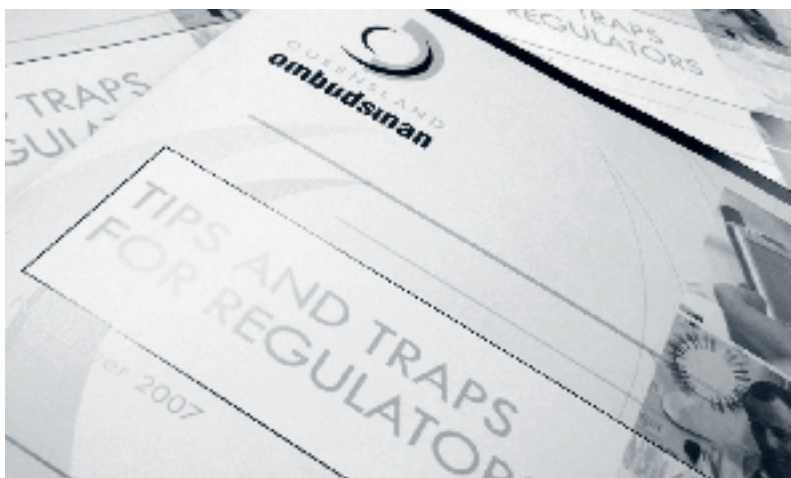 TRAPS
REGULATORS
TRAPS
QUEENSLAND
ombudsman
TIPS AND TRAPS
FOR REGULATORS
2007